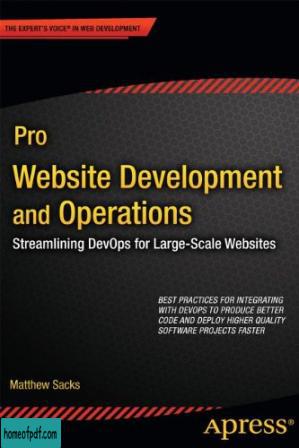 THE EXPERT'S VOICE® IN WEB DEVELOPMENT
Pro
Website Development
and Operations
Streamlining DevOps for Large-Scale Websites
BEST PRACTICES FOR INTEGRATING
WITH DEVOPS TO PRODUCE BETTER
CODE AND DEPLOY HIGHER QUALITY
SOFTWARE PROJECTS FASTER
Matthew Sacks
Apress®
homeofpdf.com